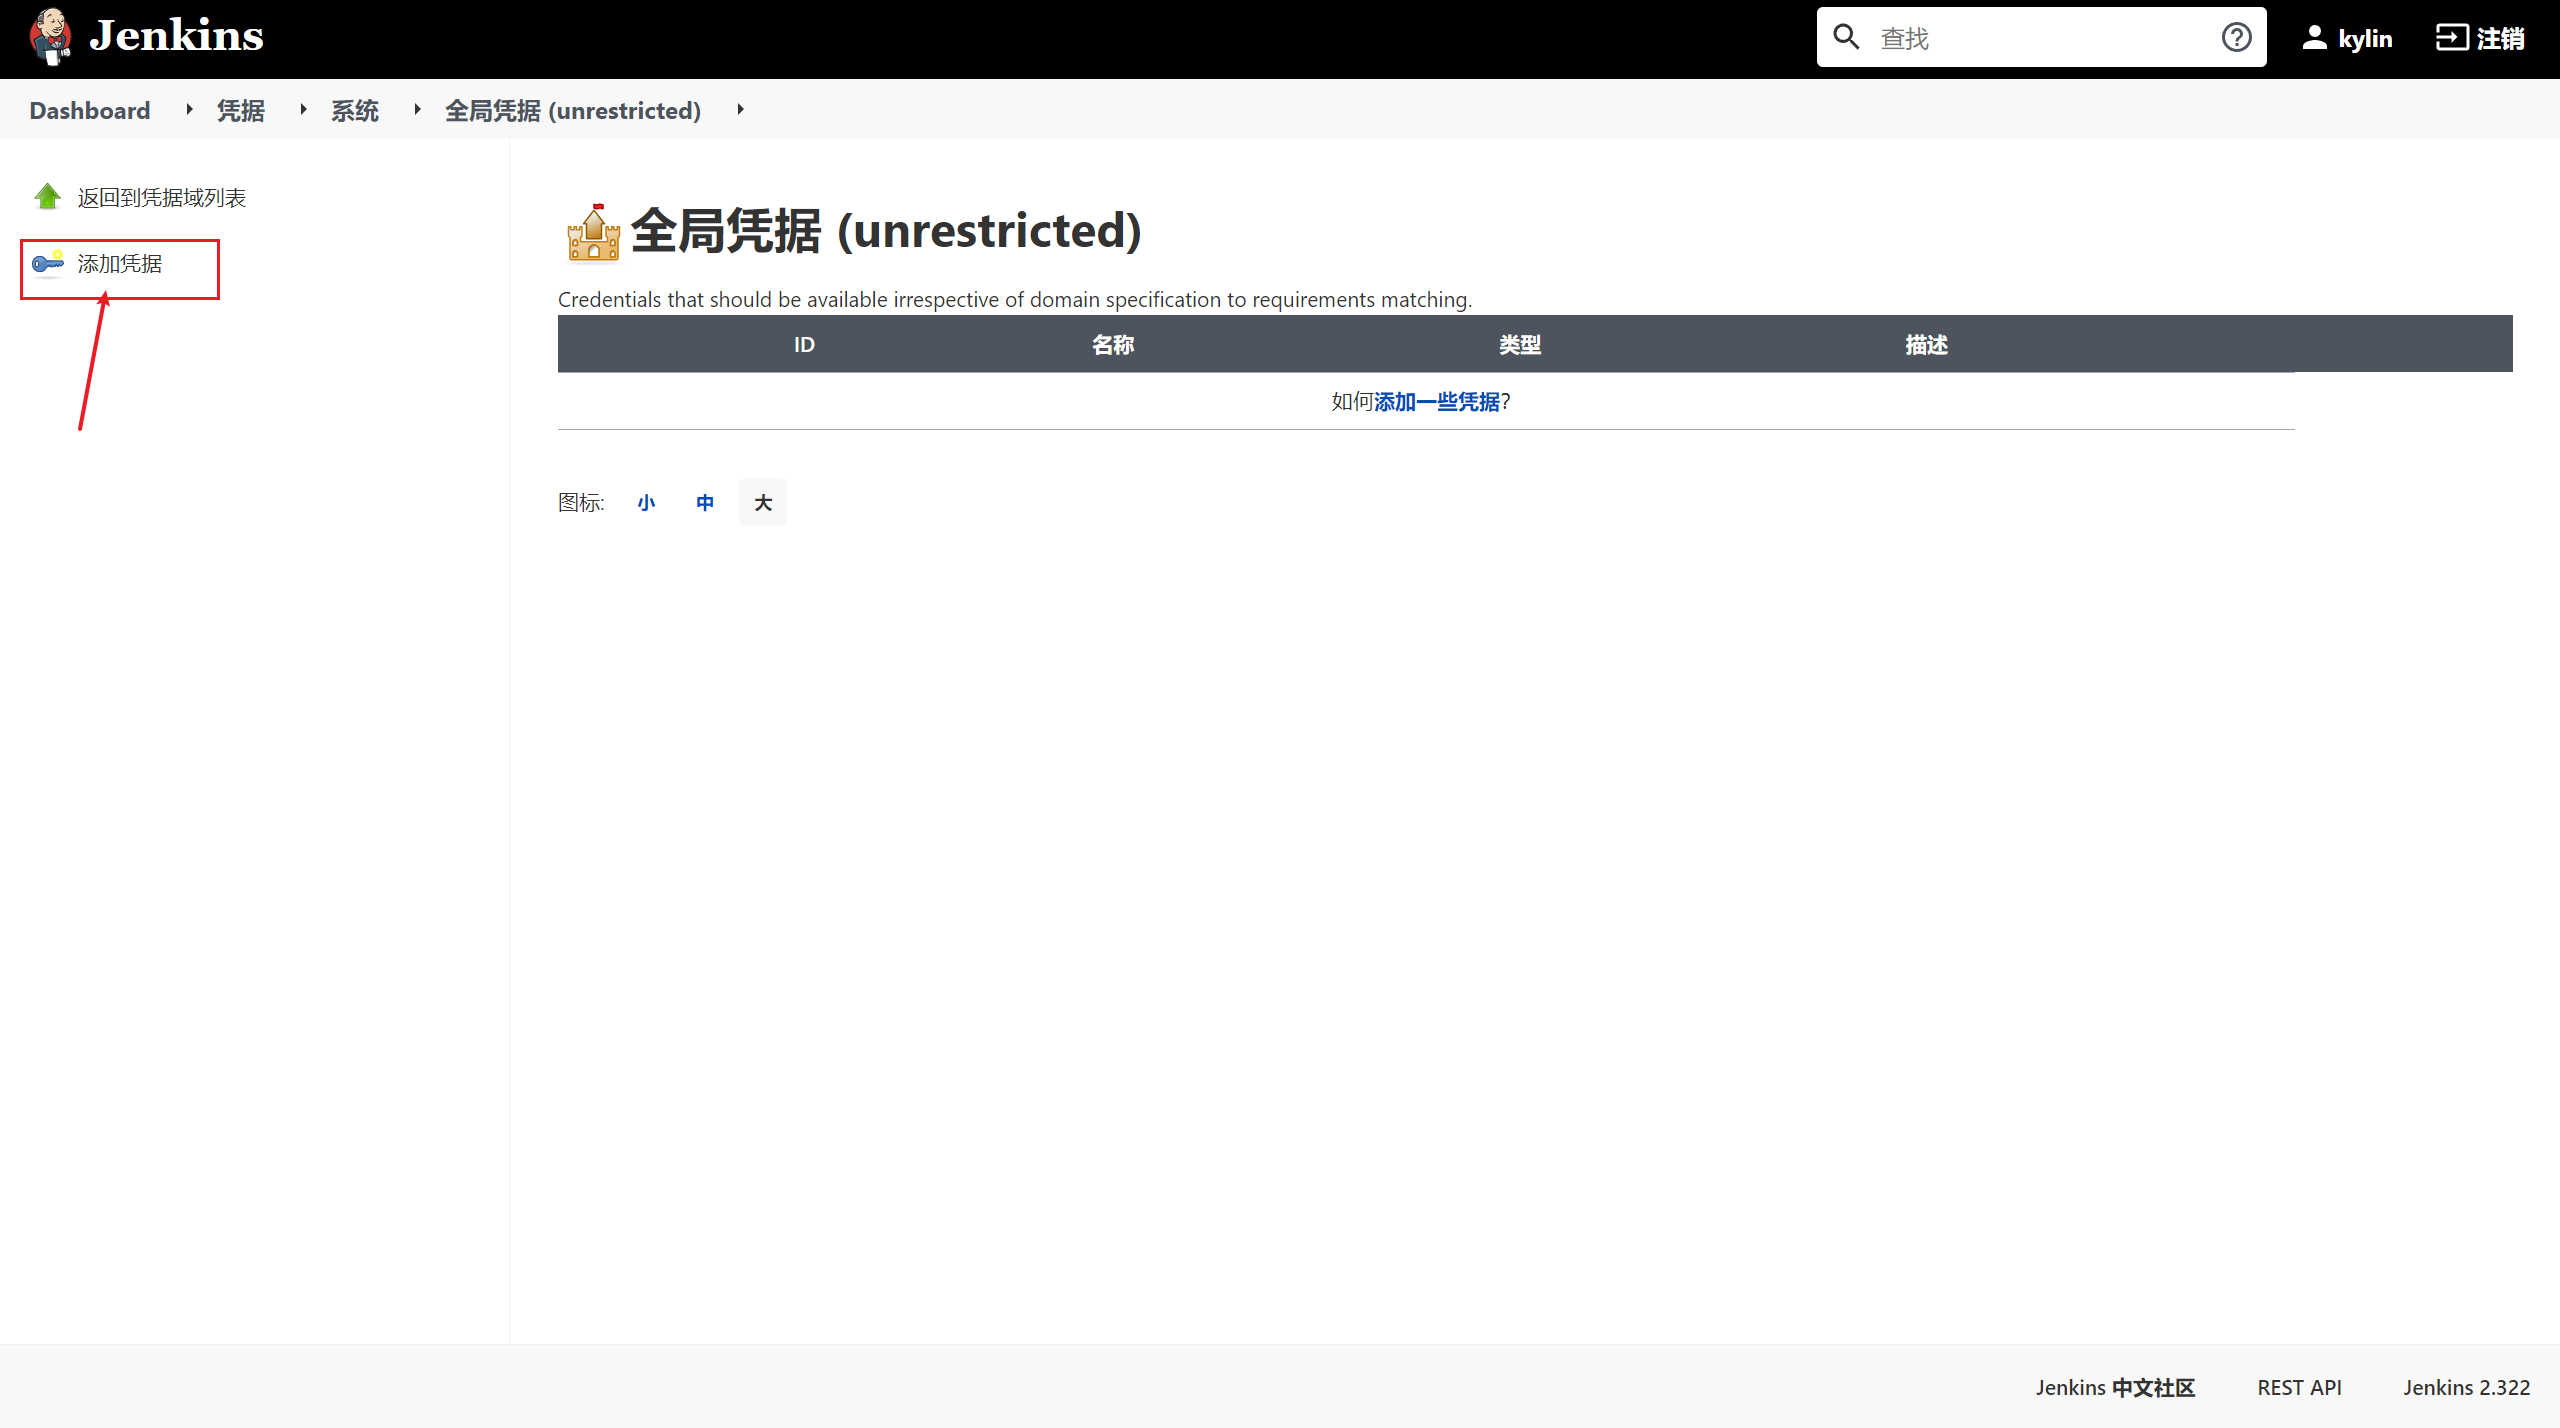 Jenkins
查找
kylin
注销
Dashboard
凭据
系统
全局凭据 (unrestricted)
返回到凭据域列表
添加凭据
全局凭据 (unrestricted)
Credentials that should be available irrespective of domain specification to requirements matching.
ID 名称 类型 描述
如何添加一些凭据?
图标: 小 中 大
Jenkins 中文社区 REST API Jenkins 2.322